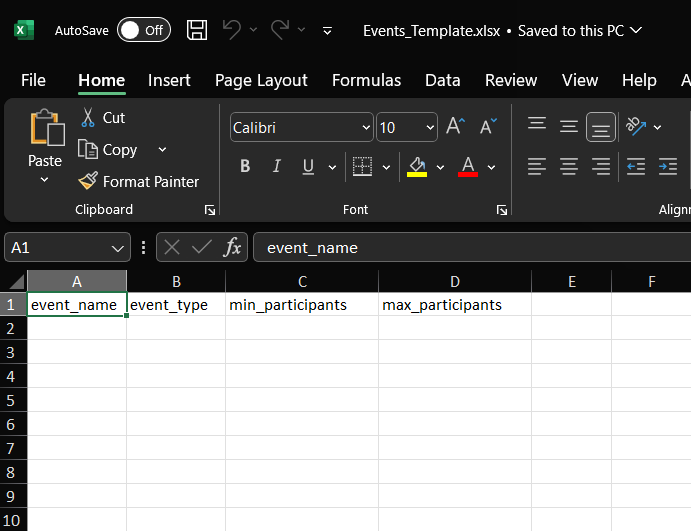 AutoSave Off Events_Template.xlsx • Saved to this PC
File Home Insert Page Layout Formulas Data Review View Help A
Paste
Cut
Copy
Format Painter
Clipboard
Calibri 10 A A
B I U A
Font
Alignn
A1 fx event_name
A B C D E F
1 event_name event_type min_participants max_participants
2
3
4
5
6
7
8
9
10